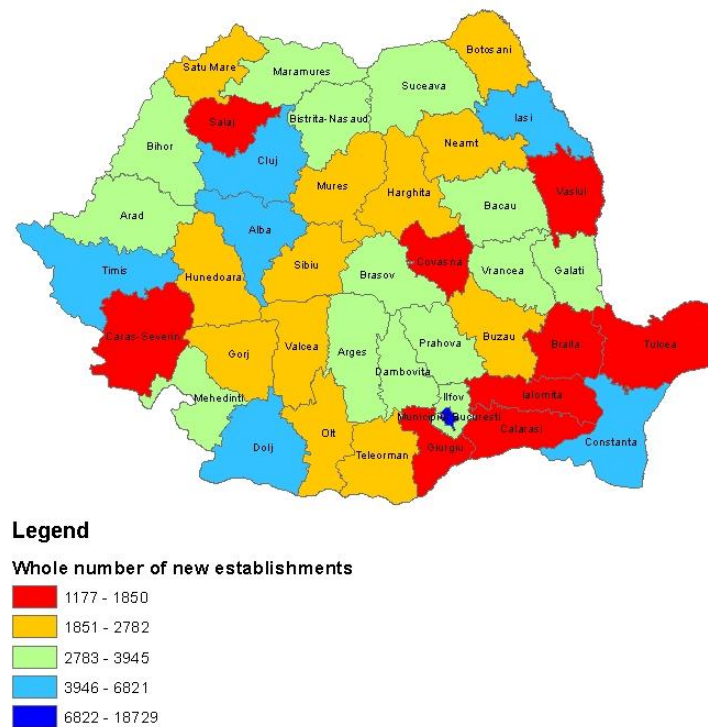 Botosani
Satu Mare
Maramures
Suceava
Iasi
Salaj
Bistrita-Nasaud
Neamt
Bihor
Cluj
Mures
Harghita
Vaslui
Bacau
Arad
Alba
Covasna
Timis
Hunedoara
Sibiu
Brasov
Vrancea
Galati
Caras-Severin
Gorj
Valcea
Arges
Prahova
Buzau
Braila
Tulcea
Dambovita
Mehedinti
Ilfov
Ialomita
Municipiul Bucuresti
Olt
Calarasi
Dolj
Teleorman
Giurgiu
Constanta
Legend
Whole number of new establishments
1177 - 1850
1851 - 2782
2783 - 3945
3946 - 6821
6822 - 18729